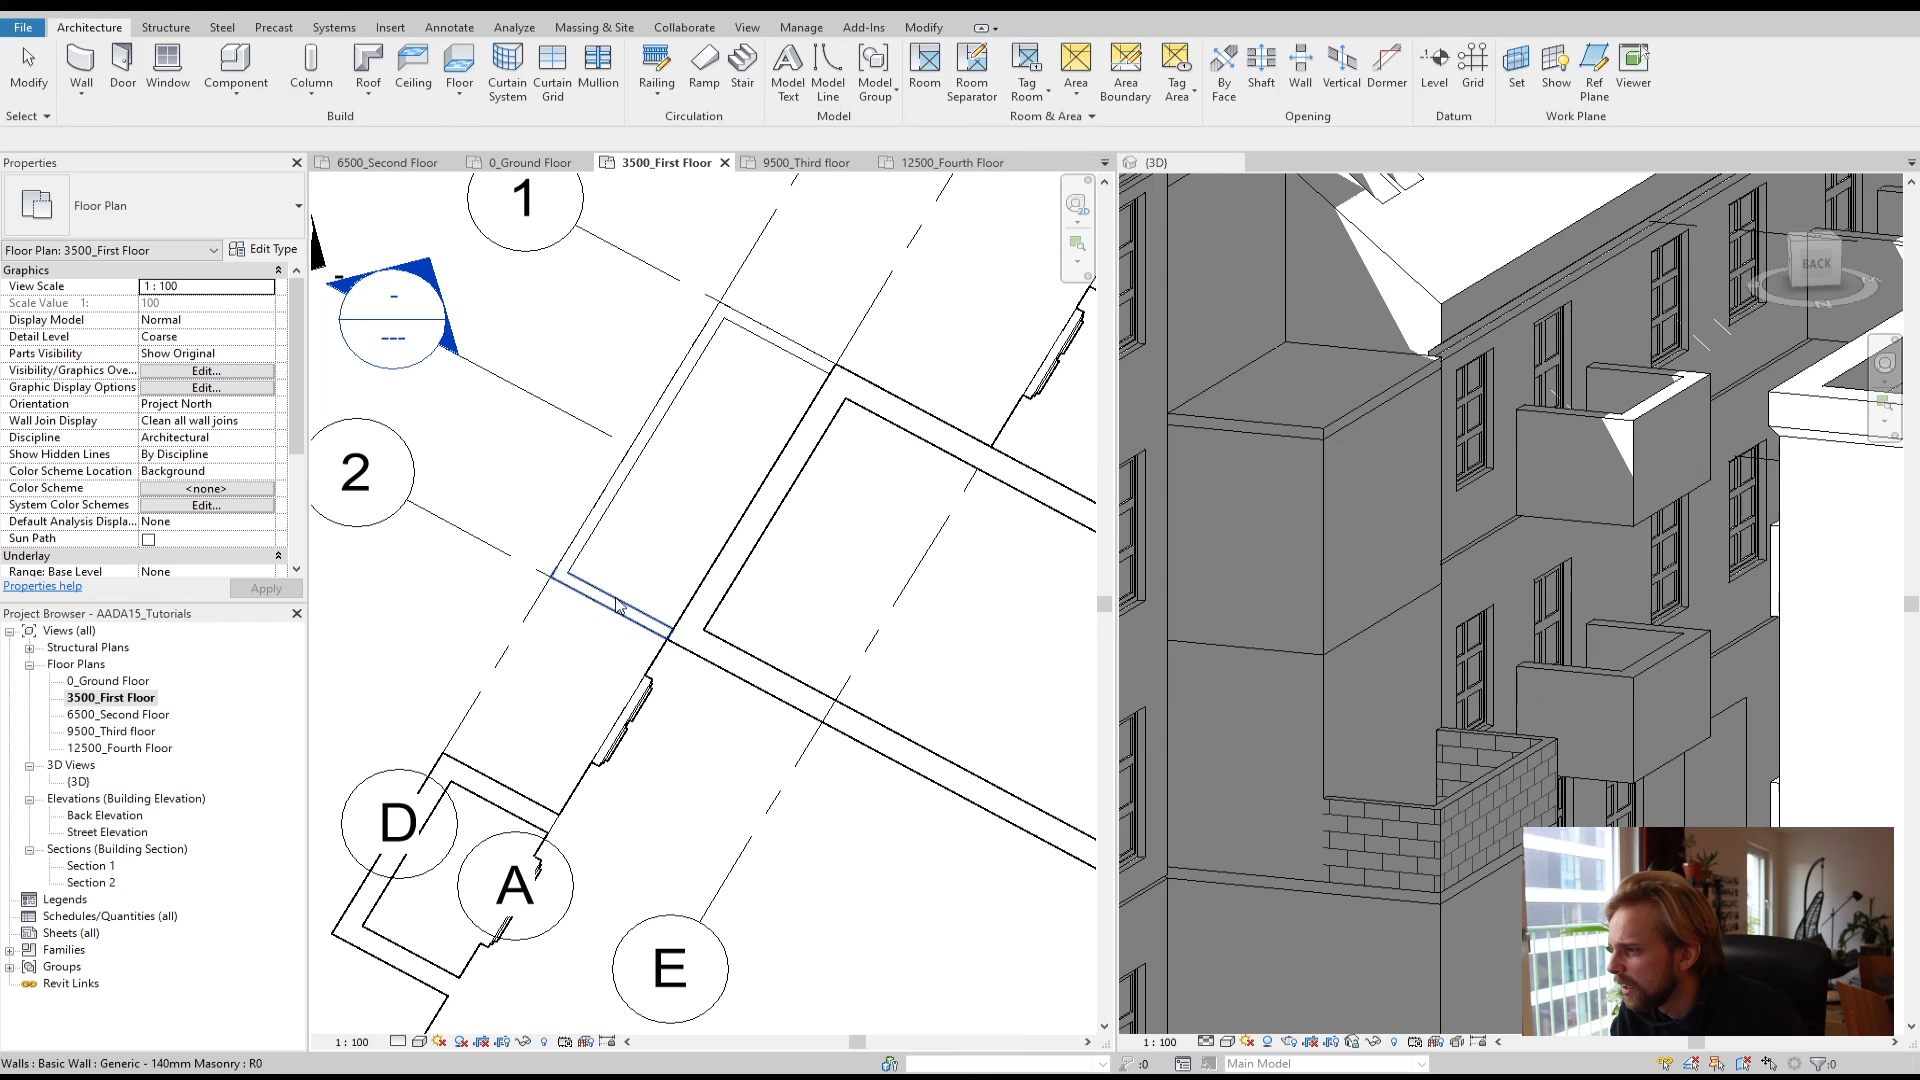 File Architecture Structure Steel Precast Systems Insert Annotate Analyze Massing & Site Collaborate View Manage Add-Ins Modify
Modify Wall Door Window Component Column Roof Ceiling Floor Curtain System Curtain Grid Mullion Railing Ramp Stair Model Text Model Line Model Group Room Room Separator Tag Room Area Area Boundary Tag Area By Face Shaft Wall Vertical Dormer Level Grid Set Show Ref Plane Viewer
Select Build Circulation Model Room & Area Opening Datum Work Plane
Properties
6500_Second Floor 0_Ground Floor 3500_First Floor 9500_Third floor 12500_Fourth Floor {3D}
Floor Plan
Floor Plan: 3500_First Floor Edit Type
Graphics
View Scale 1 : 100
Scale Value 1: 100
Display Model Normal
Detail Level Coarse
Parts Visibility Show Original
Visibility/Graphics Ove... Edit...
Graphic Display Options Edit...
Orientation Project North
Wall Join Display Clean all wall joins
Discipline Architectural
Show Hidden Lines By Discipline
Color Scheme Location Background
Color Scheme <none>
System Color Schemes Edit...
Default Analysis Displa... None
Sun Path
Underlay
Range: Base Level None
Properties help Apply
Project Browser - AADA15_Tutorials
Views (all)
Structural Plans
Floor Plans
0_Ground Floor
3500_First Floor
6500_Second Floor
9500_Third floor
12500_Fourth Floor
3D Views
{3D}
Elevations (Building Elevation)
Back Elevation
Street Elevation
Sections (Building Section)
Section 1
Section 2
Legends
Schedules/Quantities (all)
Sheets (all)
Families
Groups
Revit Links
1
-
---
2
D
A
E
2D
BACK
N
1 : 100
1 : 100
Walls : Basic Wall : Generic - 140mm Masonry : R0
:0 Main Model :0